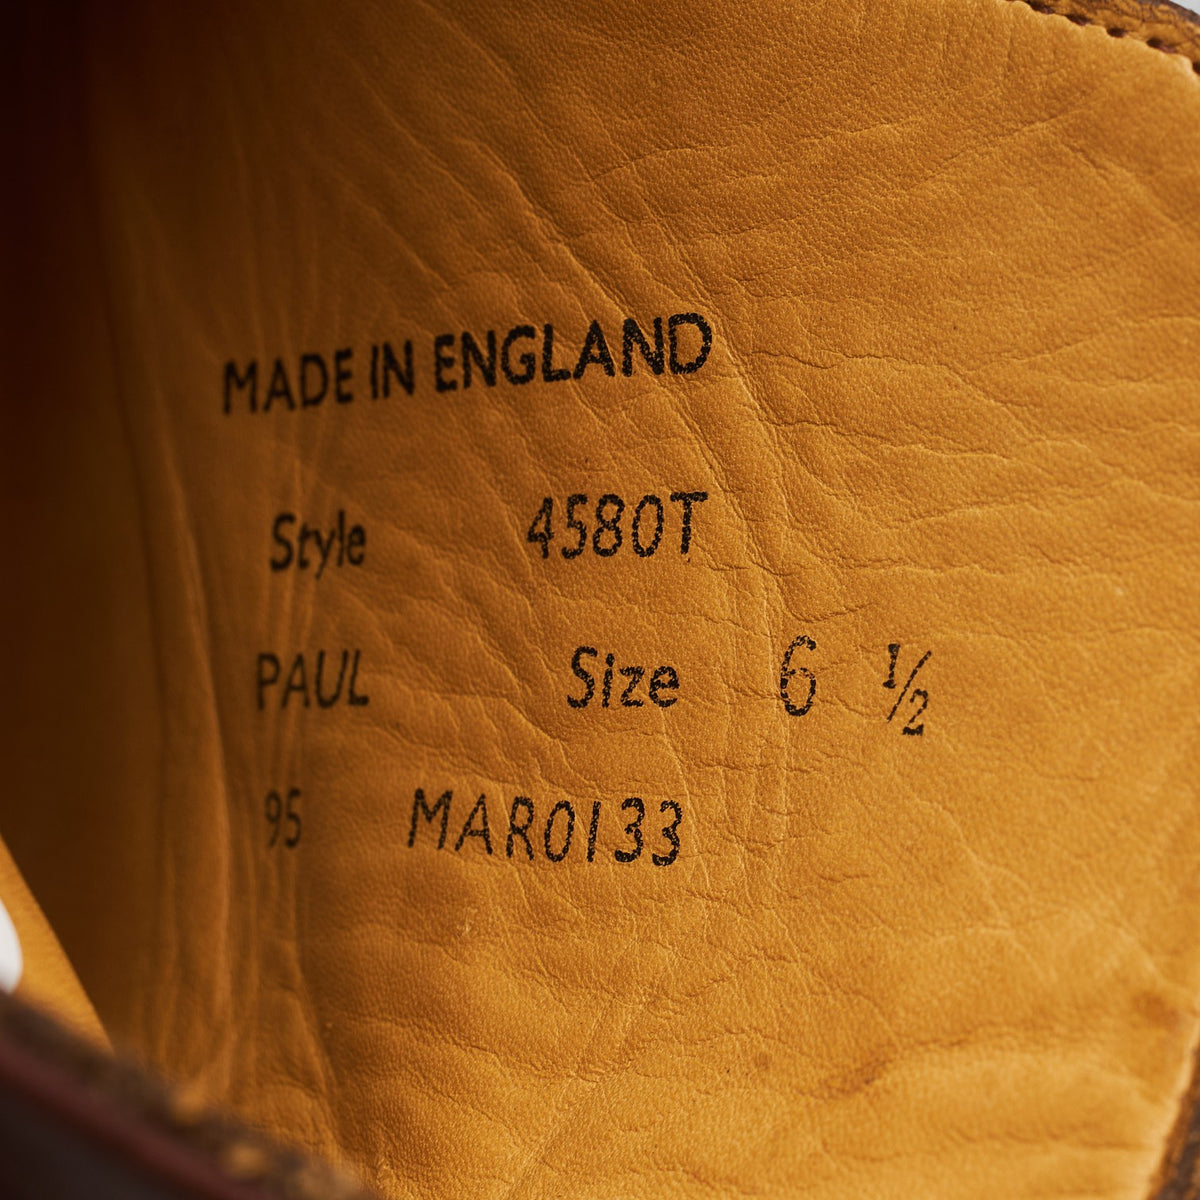 MADE IN ENGLAND
Style 4580T
PAUL Size 6 ½
95 MAR0133